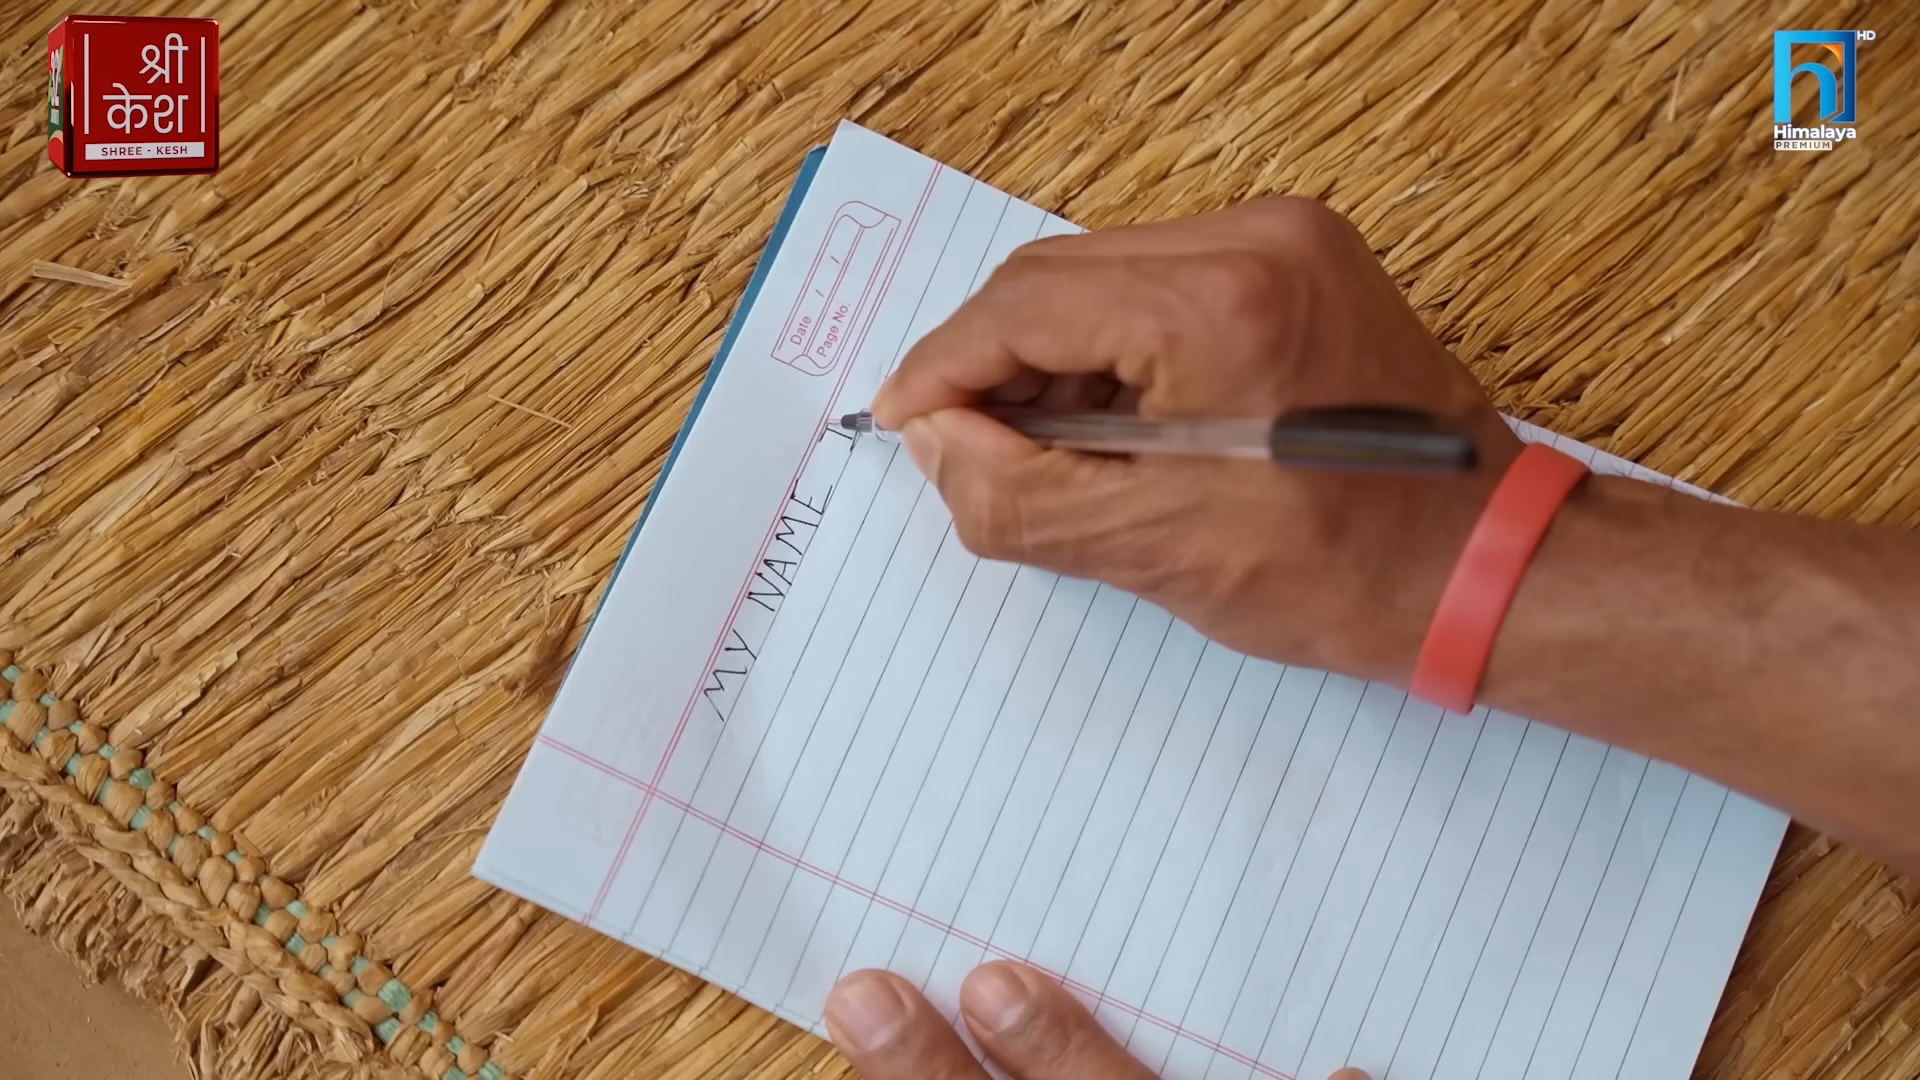 श्री
केश
SHREE - KESH
HD
Himalaya
PREMIUM
Date / /
Page No.
MY NAME I